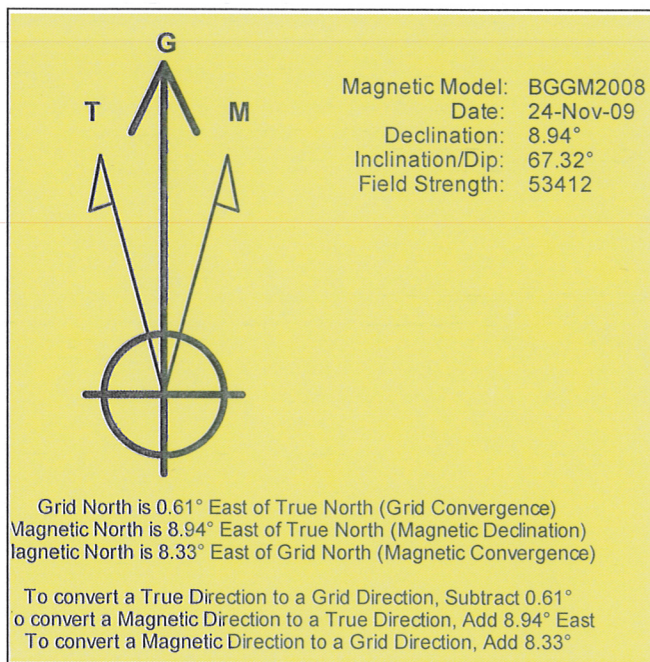 G
T M
Magnetic Model: BGGM2008
Date: 24-Nov-09
Declination: 8.94°
Inclination/Dip: 67.32°
Field Strength: 53412
Grid North is 0.61° East of True North (Grid Convergence)
Magnetic North is 8.94° East of True North (Magnetic Declination)
lagnetic North is 8.33° East of Grid North (Magnetic Convergence)
To convert a True Direction to a Grid Direction, Subtract 0.61°
o convert a Magnetic Direction to a True Direction, Add 8.94° East
To convert a Magnetic Direction to a Grid Direction, Add 8.33°